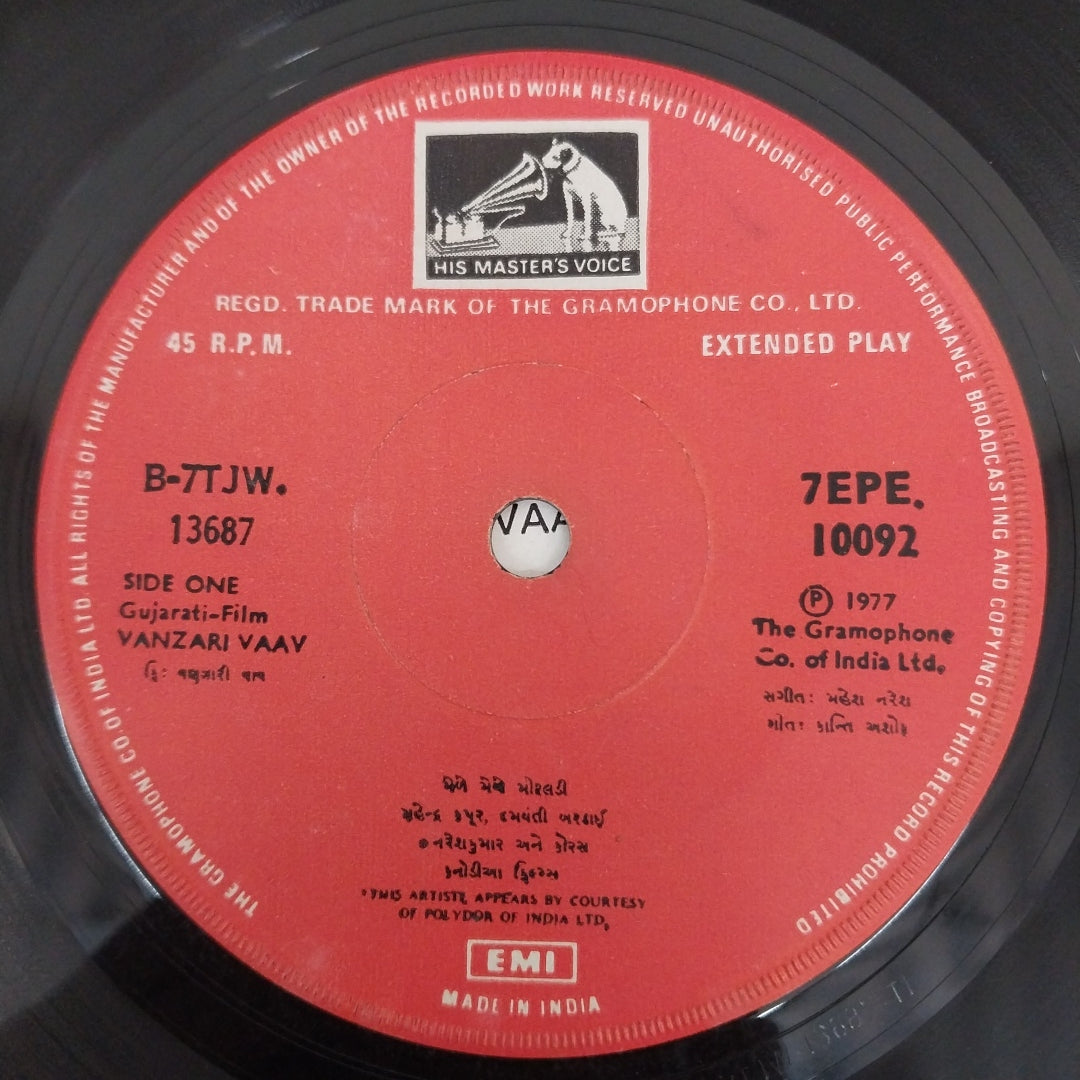 THE GRAMOPHONE CO. OF INDIA LTD ALL RIGHTS OF THE MANUFACTURER AND OF THE OWNER OF THE RECORDED WORK RESERVED UNAUTHORISED PUBLIC PERFORMANCE BROADCASTING AND COPYING OF THIS RECORD PROHIBITED
HIS MASTER'S VOICE
REGD. TRADE MARK OF THE GRAMOPHONE CO., LTD.
45 R.P.M.
EXTENDED PLAY
B-7TJW.
13687
SIDE ONE
Gujarati-Film
VANZARI VAAV
ફિ: વણઝારી વાવ
7EPE.
10092
℗ 1977
The Gramophone
Co. of India Ltd.
સંગીત: મહેશ નરેશ
ગીત: કાન્તિ અશોક
VAA
મોરલડી
મહેન્દ્ર કપૂર, દમયંતી બરડાઈ
નરેશકુમાર અને કોરસ
કનોડીઆ ફિલ્મ્સ
*THIS ARTISTE APPEARS BY COURTESY
OF POLYDOR OF INDIA LTD.
EMI
MADE IN INDIA